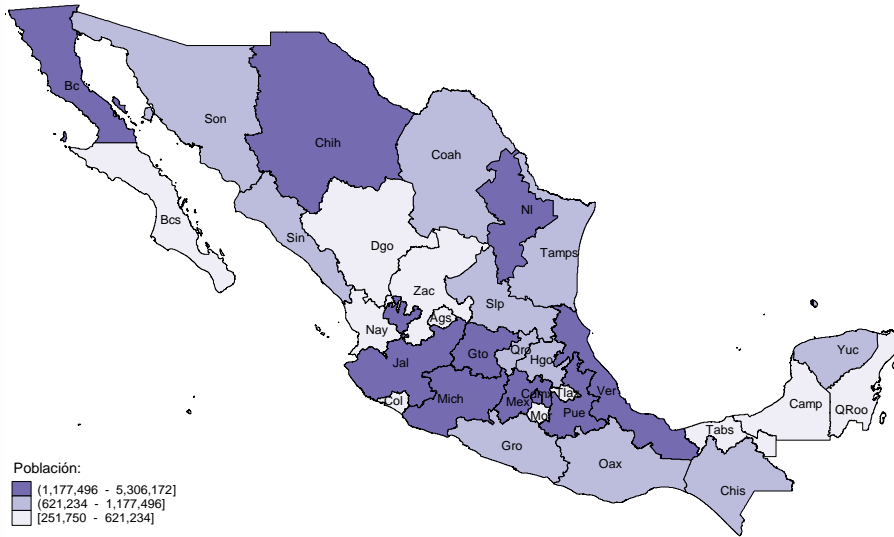 Bc
Son
Chih
Coah
Bcs
Nl
Sin
Dgo
Tamps
Zac
Slp
Nay
Ags
Jal
Gto
Qro
Hgo
Yuc
Col
Mich
Mex
Cdmx
Tlax
Ver
Mor
Pue
Camp
QRoo
Tabs
Gro
Oax
Chis
Población:
(1,177,496 - 5,306,172]
(621,234 - 1,177,496]
[251,750 - 621,234]